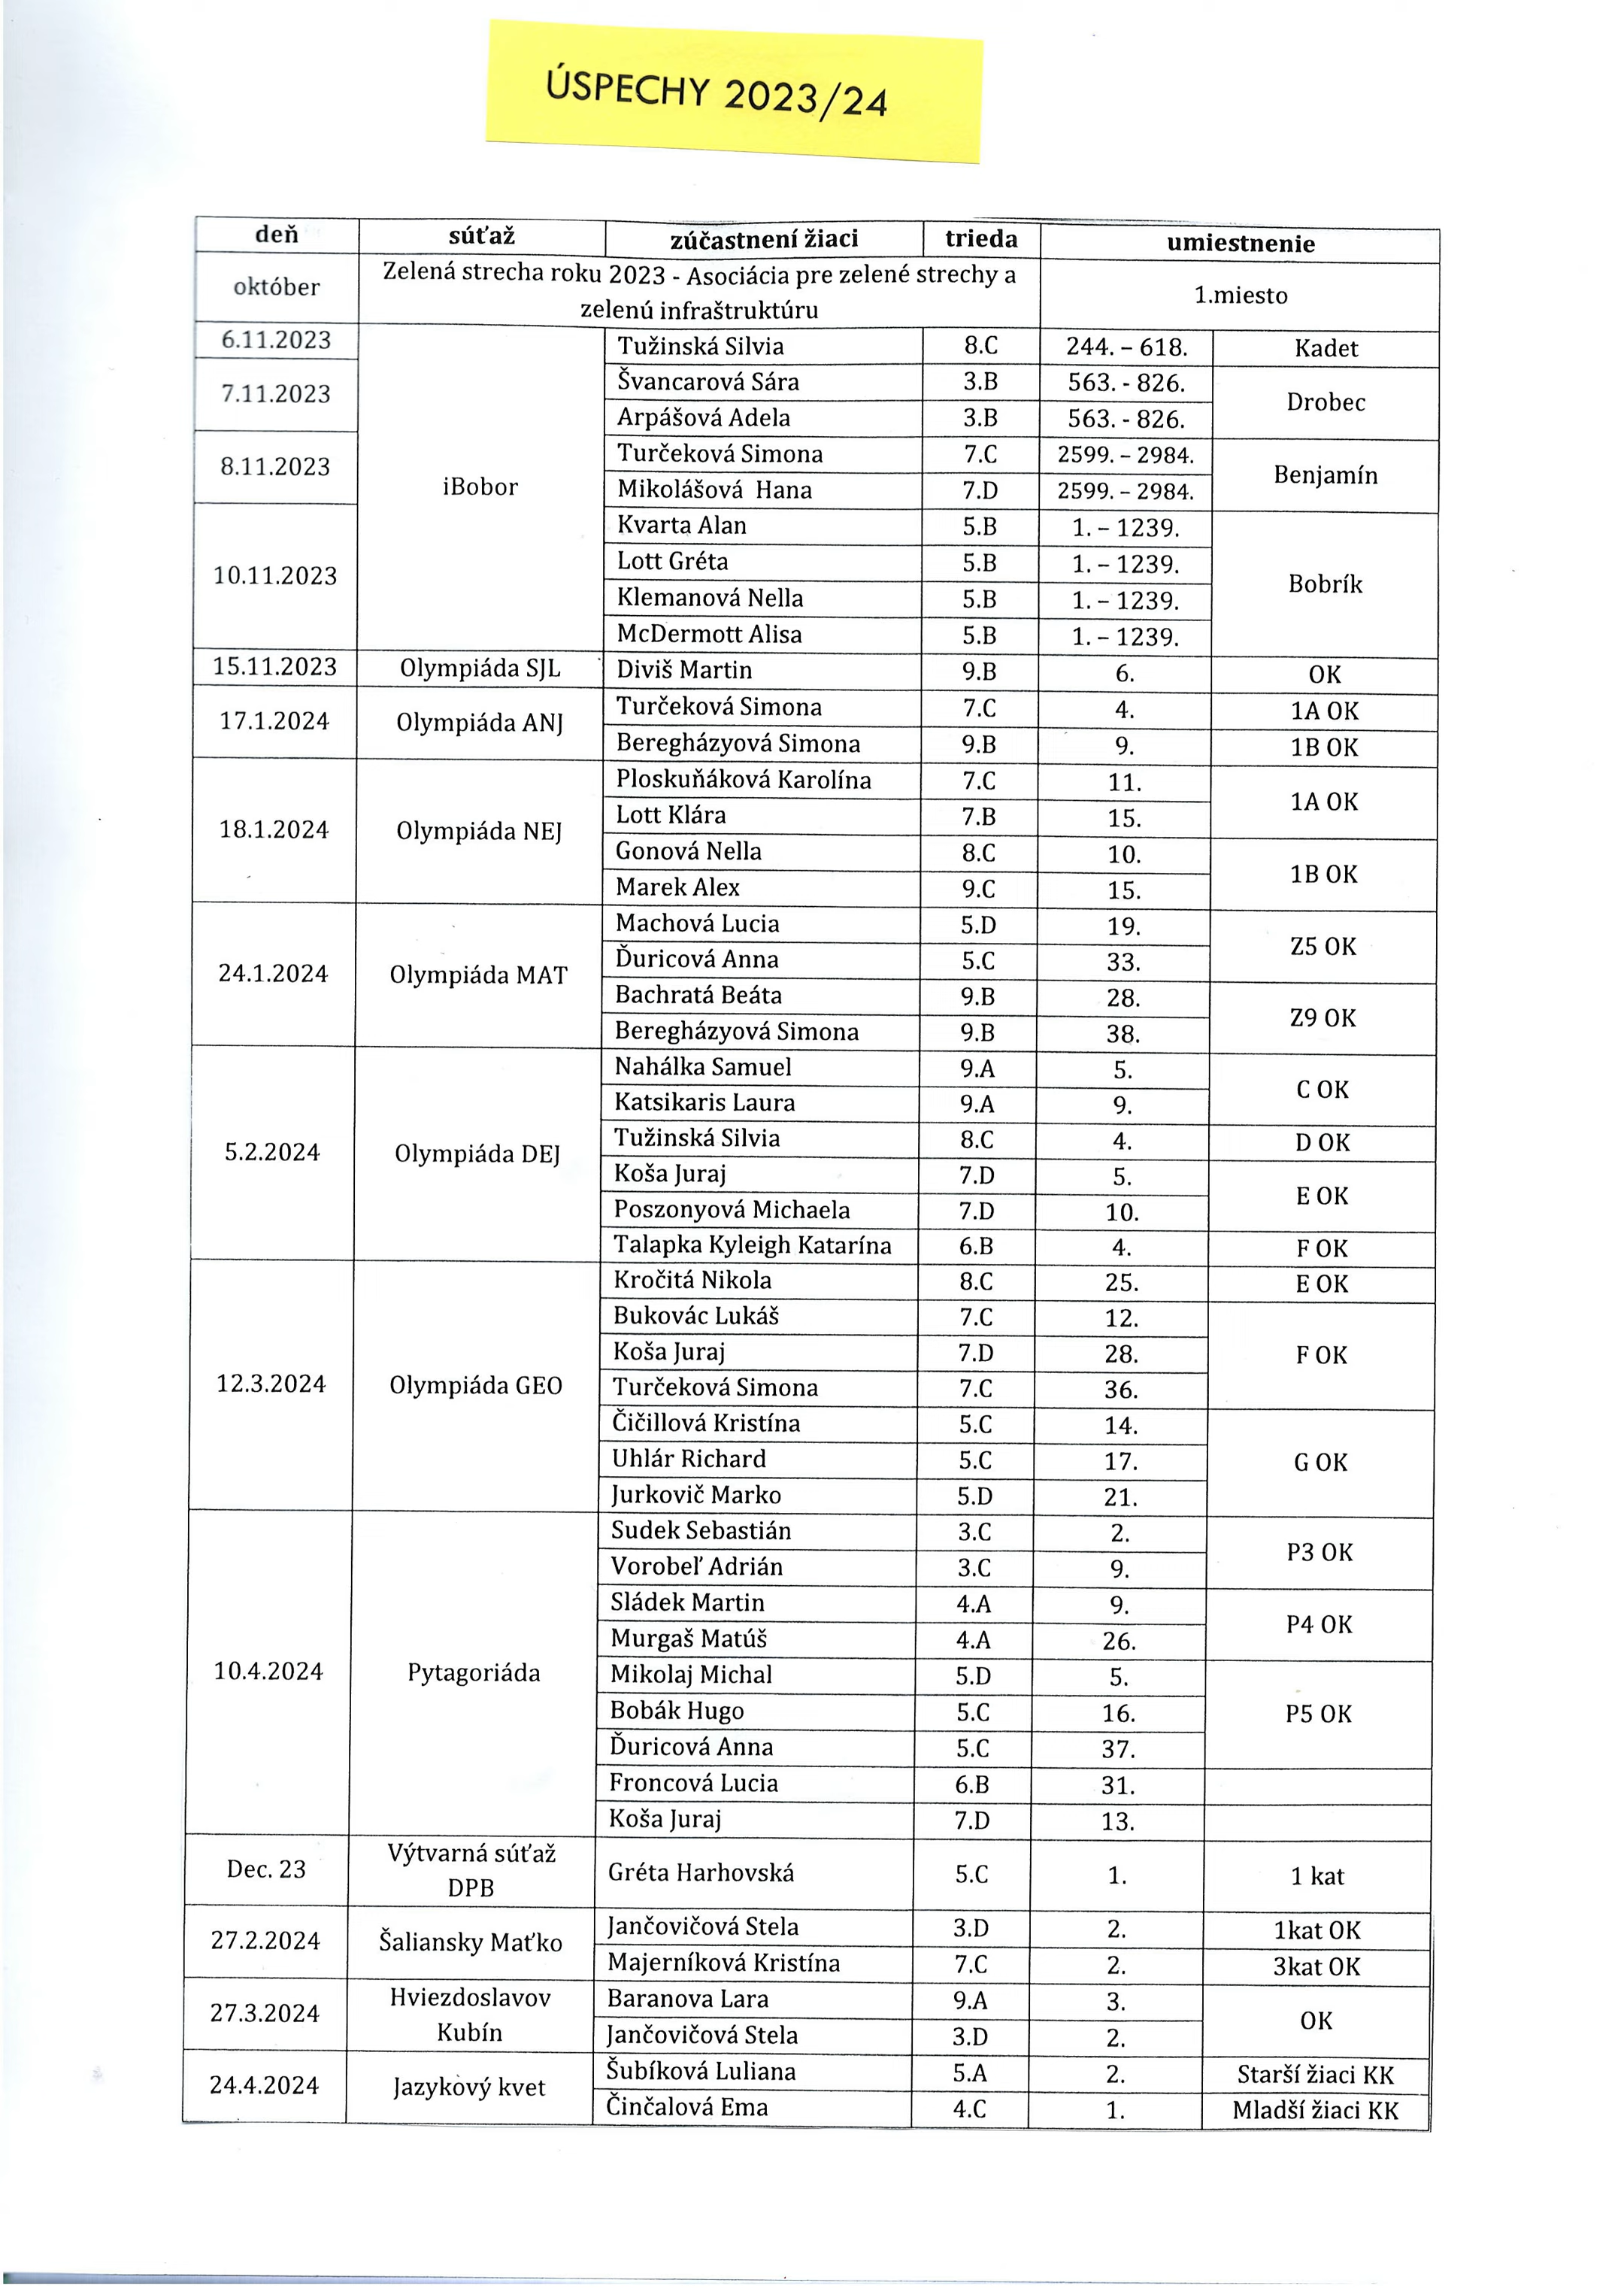 ÚSPECHY 2023/24
deň súťaž zúčastnení žiaci trieda umiestnenie
október Zelená strecha roku 2023 - Asociácia pre zelené strechy a zelenú infraštruktúru 1.miesto
6.11.2023 iBobor Tužinská Silvia 8.C 244. – 618. Kadet
7.11.2023 Švancarová Sára 3.B 563. - 826. Drobec
Arpášová Adela 3.B 563. - 826.
8.11.2023 Turčeková Simona 7.C 2599. – 2984. Benjamín
Mikolášová Hana 7.D 2599. – 2984.
10.11.2023 Kvarta Alan 5.B 1. – 1239. Bobrík
Lott Gréta 5.B 1. – 1239.
Klemanová Nella 5.B 1. – 1239.
McDermott Alisa 5.B 1. – 1239.
15.11.2023 Olympiáda SJL Diviš Martin 9.B 6. OK
17.1.2024 Olympiáda ANJ Turčeková Simona 7.C 4. 1A OK
Beregházyová Simona 9.B 9. 1B OK
18.1.2024 Olympiáda NEJ Ploskuňáková Karolína 7.C 11. 1A OK
Lott Klára 7.B 15.
Gonová Nella 8.C 10. 1B OK
Marek Alex 9.C 15.
24.1.2024 Olympiáda MAT Machová Lucia 5.D 19. Z5 OK
Ďuricová Anna 5.C 33.
Bachratá Beáta 9.B 28. Z9 OK
Beregházyová Simona 9.B 38.
5.2.2024 Olympiáda DEJ Nahálka Samuel 9.A 5. C OK
Katsikaris Laura 9.A 9.
Tužinská Silvia 8.C 4. D OK
Koša Juraj 7.D 5. E OK
Poszonyová Michaela 7.D 10.
Talapka Kyleigh Katarína 6.B 4. F OK
12.3.2024 Olympiáda GEO Kročitá Nikola 8.C 25. E OK
Bukovác Lukáš 7.C 12. F OK
Koša Juraj 7.D 28.
Turčeková Simona 7.C 36.
Čičillová Kristína 5.C 14. G OK
Uhlár Richard 5.C 17.
Jurkovič Marko 5.D 21.
10.4.2024 Pytagoriáda Sudek Sebastián 3.C 2. P3 OK
Vorobeľ Adrián 3.C 9.
Sládek Martin 4.A 9. P4 OK
Murgaš Matúš 4.A 26.
Mikolaj Michal 5.D 5. P5 OK
Bobák Hugo 5.C 16.
Ďuricová Anna 5.C 37.
Froncová Lucia 6.B 31.
Koša Juraj 7.D 13.
Dec. 23 Výtvarná súťaž DPB Gréta Harhovská 5.C 1. 1 kat
27.2.2024 Šaliansky Maťko Jančovičová Stela 3.D 2. 1kat OK
Majerníková Kristína 7.C 2. 3kat OK
27.3.2024 Hviezdoslavov Kubín Baranova Lara 9.A 3. OK
Jančovičová Stela 3.D 2.
24.4.2024 Jazykový kvet Šubíková Luliana 5.A 2. Starší žiaci KK
Činčalová Ema 4.C 1. Mladší žiaci KK